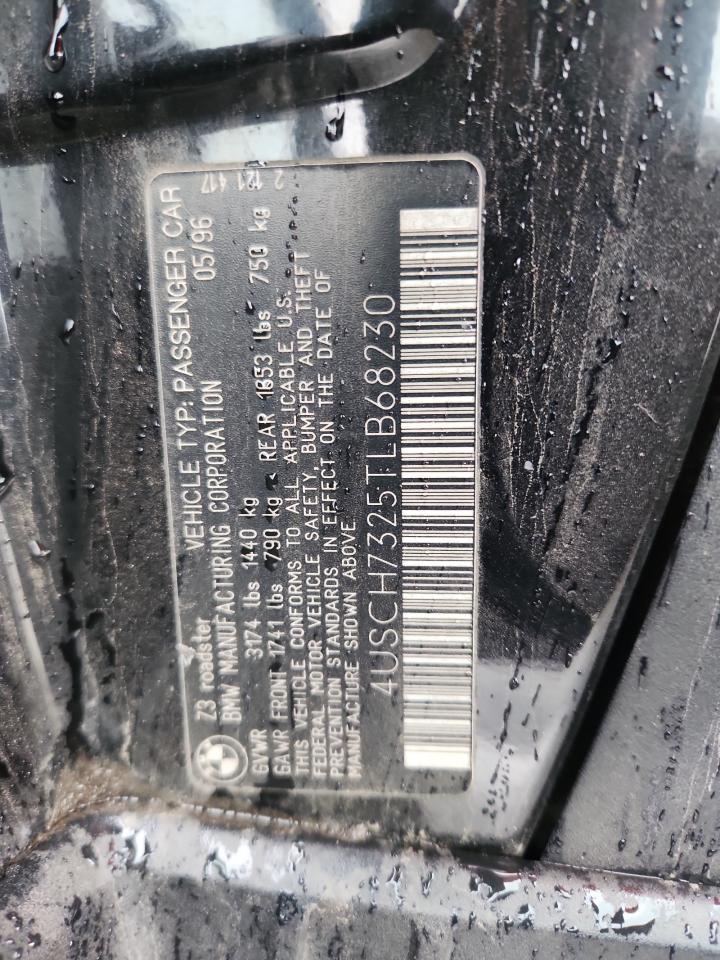 Z3 roadster VEHICLE TYP: PASSENGER CAR
BMW MANUFACTURING CORPORATION 05/96
GVWR 3174 lbs 1440 kg 2 121 417
GAWR FRONT 1741 lbs 790 kg REAR 1653 lbs 750 kg
THIS VEHICLE CONFORMS TO ALL APPLICABLE U.S.
FEDERAL MOTOR VEHICLE SAFETY, BUMPER AND THEFT
PREVENTION STANDARDS IN EFFECT ON THE DATE OF
MANUFACTURE SHOWN ABOVE.
4USCH7325TLB68230